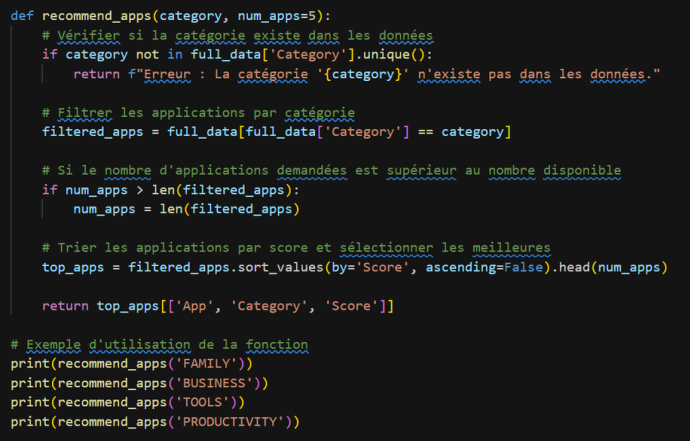 def recommend_apps(category, num_apps=5):
    # Vérifier si la catégorie existe dans les données
    if category not in full_data['Category'].unique():
        return f"Erreur : La catégorie '{category}' n'existe pas dans les données."

    # Filtrer les applications par catégorie
    filtered_apps = full_data[full_data['Category'] == category]

    # Si le nombre d'applications demandées est supérieur au nombre disponible
    if num_apps > len(filtered_apps):
        num_apps = len(filtered_apps)

    # Trier les applications par score et sélectionner les meilleures
    top_apps = filtered_apps.sort_values(by='Score', ascending=False).head(num_apps)

    return top_apps[['App', 'Category', 'Score']]

# Exemple d'utilisation de la fonction
print(recommend_apps('FAMILY'))
print(recommend_apps('BUSINESS'))
print(recommend_apps('TOOLS'))
print(recommend_apps('PRODUCTIVITY'))